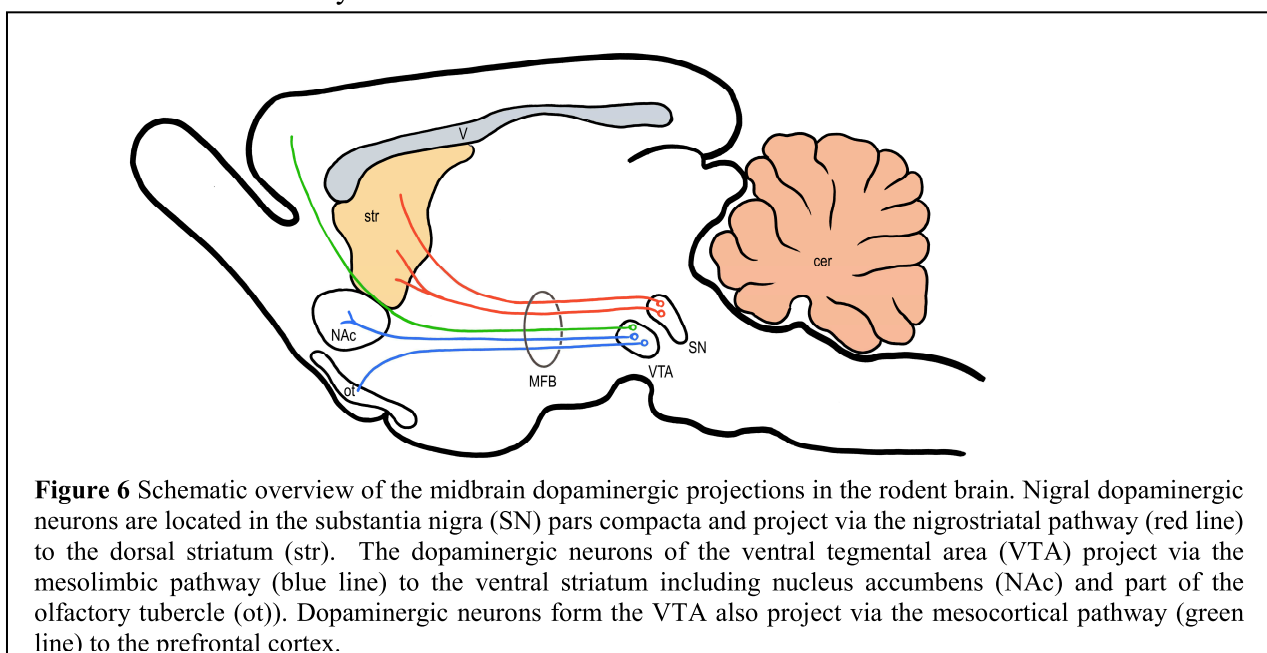 V
str
cer
NAc
SN
VTA
MFB
ot
Figure 6 Schematic overview of the midbrain dopaminergic projections in the rodent brain. Nigral dopaminergic
neurons are located in the substantia nigra (SN) pars compacta and project via the nigrostriatal pathway (red line)
to the dorsal striatum (str). The dopaminergic neurons of the ventral tegmental area (VTA) project via the
mesolimbic pathway (blue line) to the ventral striatum including nucleus accumbens (NAc) and part of the
olfactory tubercle (ot)). Dopaminergic neurons form the VTA also project via the mesocortical pathway (green
line) to the prefrontal cortex.